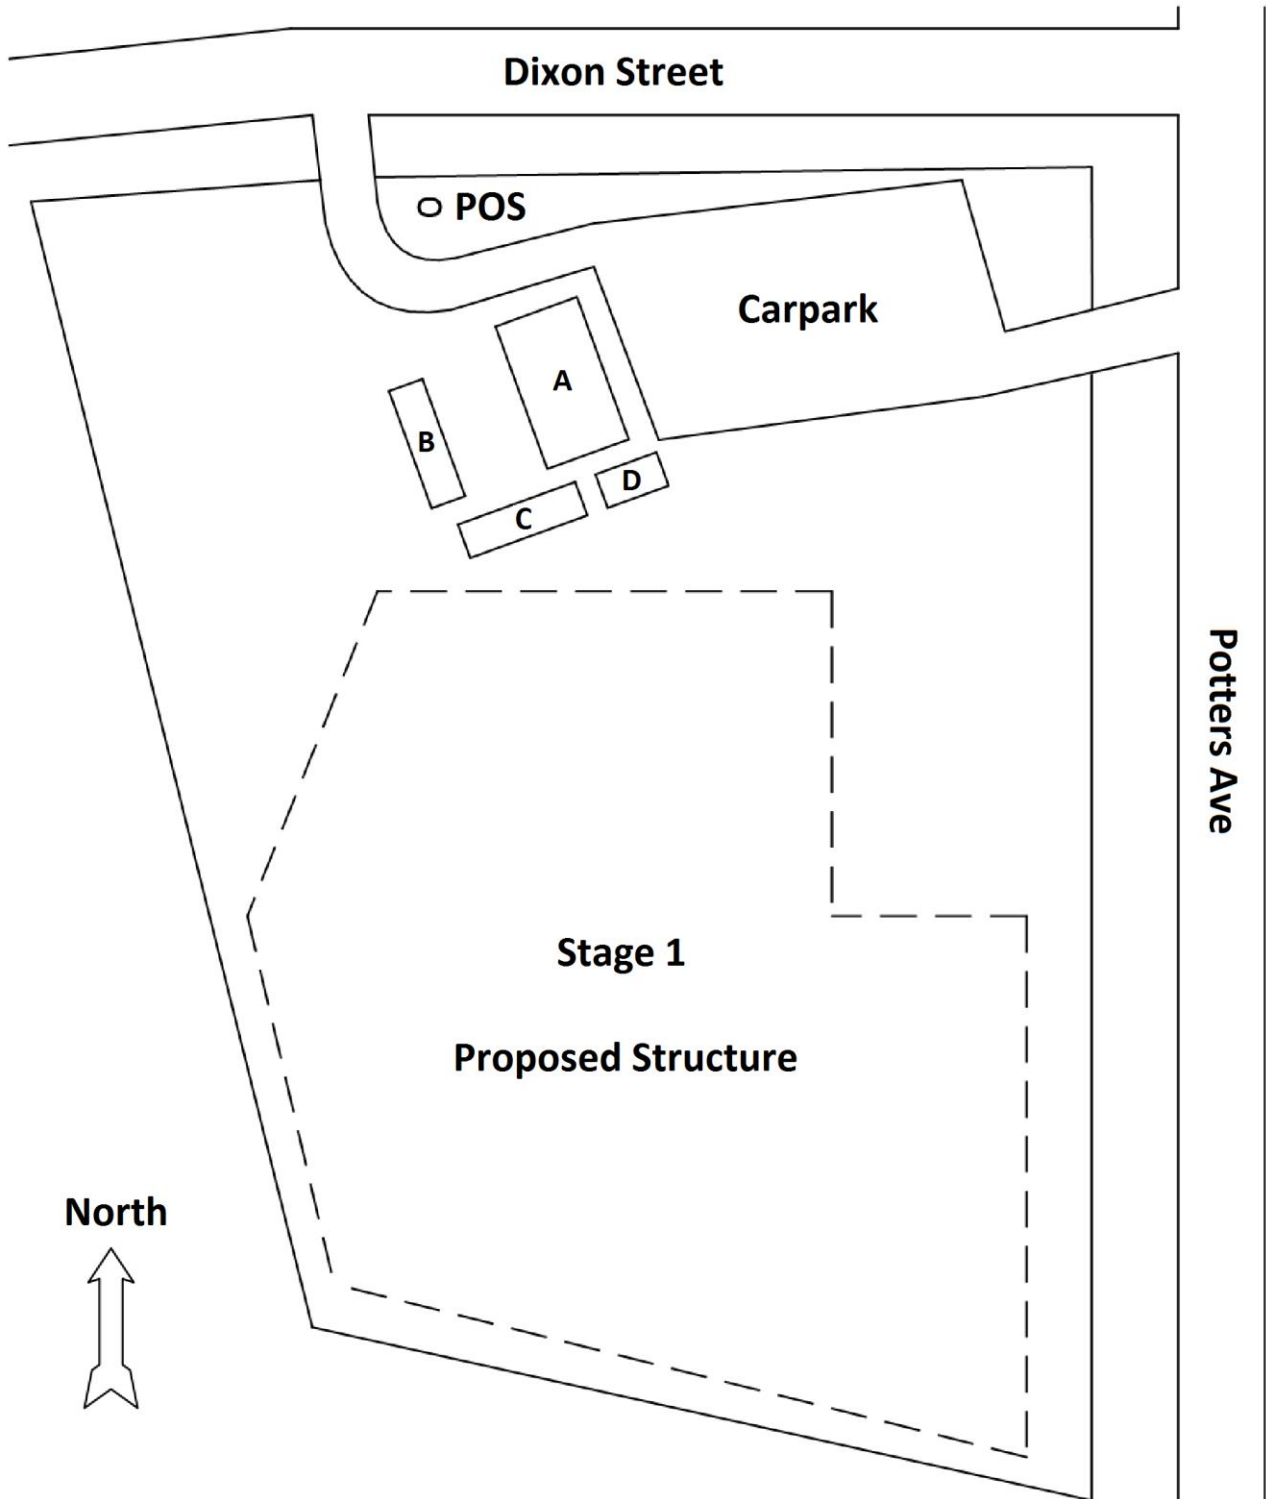 Dixon Street
POS
Carpark
A
B
D
C
Potters Ave
Stage 1
Proposed Structure
North